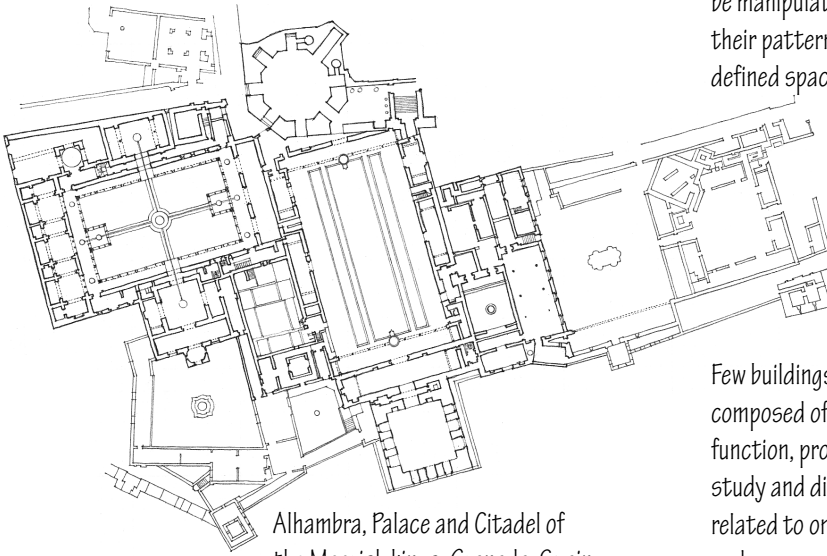 be manipulat
their pattern
defined spac
Few buildings
composed of
function, pro
study and di
related to on
Alhambra, Palace and Citadel of